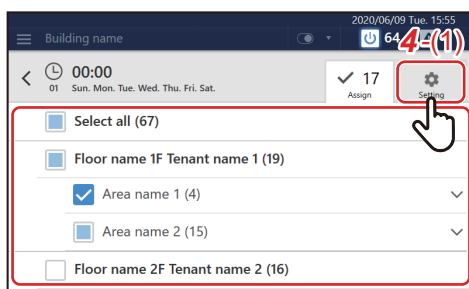 2020/06/09 Tue. 15:55
Building name
64
4-(1)
00:00
01 Sun. Mon. Tue. Wed. Thu. Fri. Sat.
17
Assign
Setting
Select all (67)
Floor name 1F Tenant name 1 (19)
Area name 1 (4)
Area name 2 (15)
Floor name 2F Tenant name 2 (16)